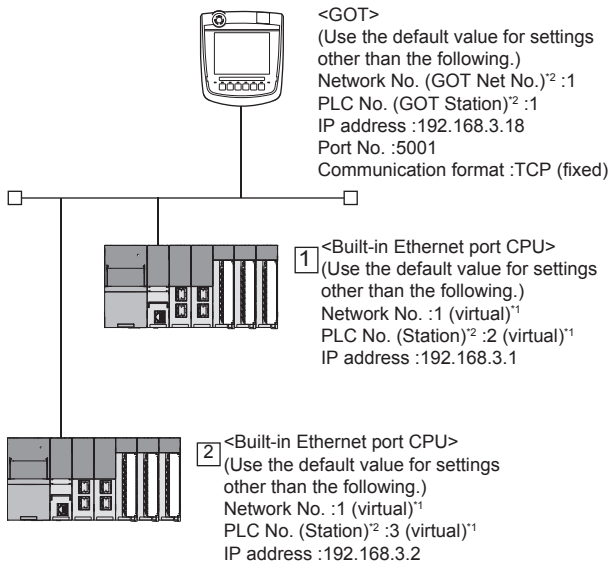 <GOT>
(Use the default value for settings
other than the following.)
Network No. (GOT Net No.)*2 :1
PLC No. (GOT Station)*2 :1
IP address :192.168.3.18
Port No. :5001
Communication format :TCP (fixed)
1
<Built-in Ethernet port CPU>
(Use the default value for settings
other than the following.)
Network No. :1 (virtual)*1
PLC No. (Station)*2 :2 (virtual)*1
IP address :192.168.3.1
2
<Built-in Ethernet port CPU>
(Use the default value for settings
other than the following.)
Network No. :1 (virtual)*1
PLC No. (Station)*2 :3 (virtual)*1
IP address :192.168.3.2